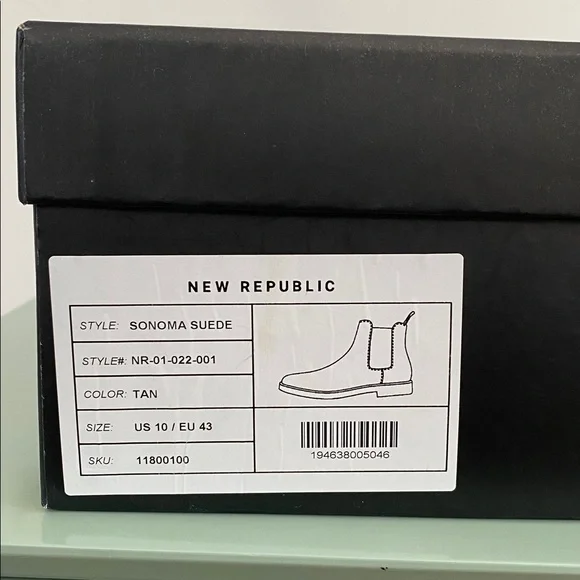 NEW REPUBLIC
STYLE: SONOMA SUEDE
STYLE#: NR-01-022-001
COLOR: TAN
SIZE: US 10 / EU 43
SKU: 11800100
194638005046